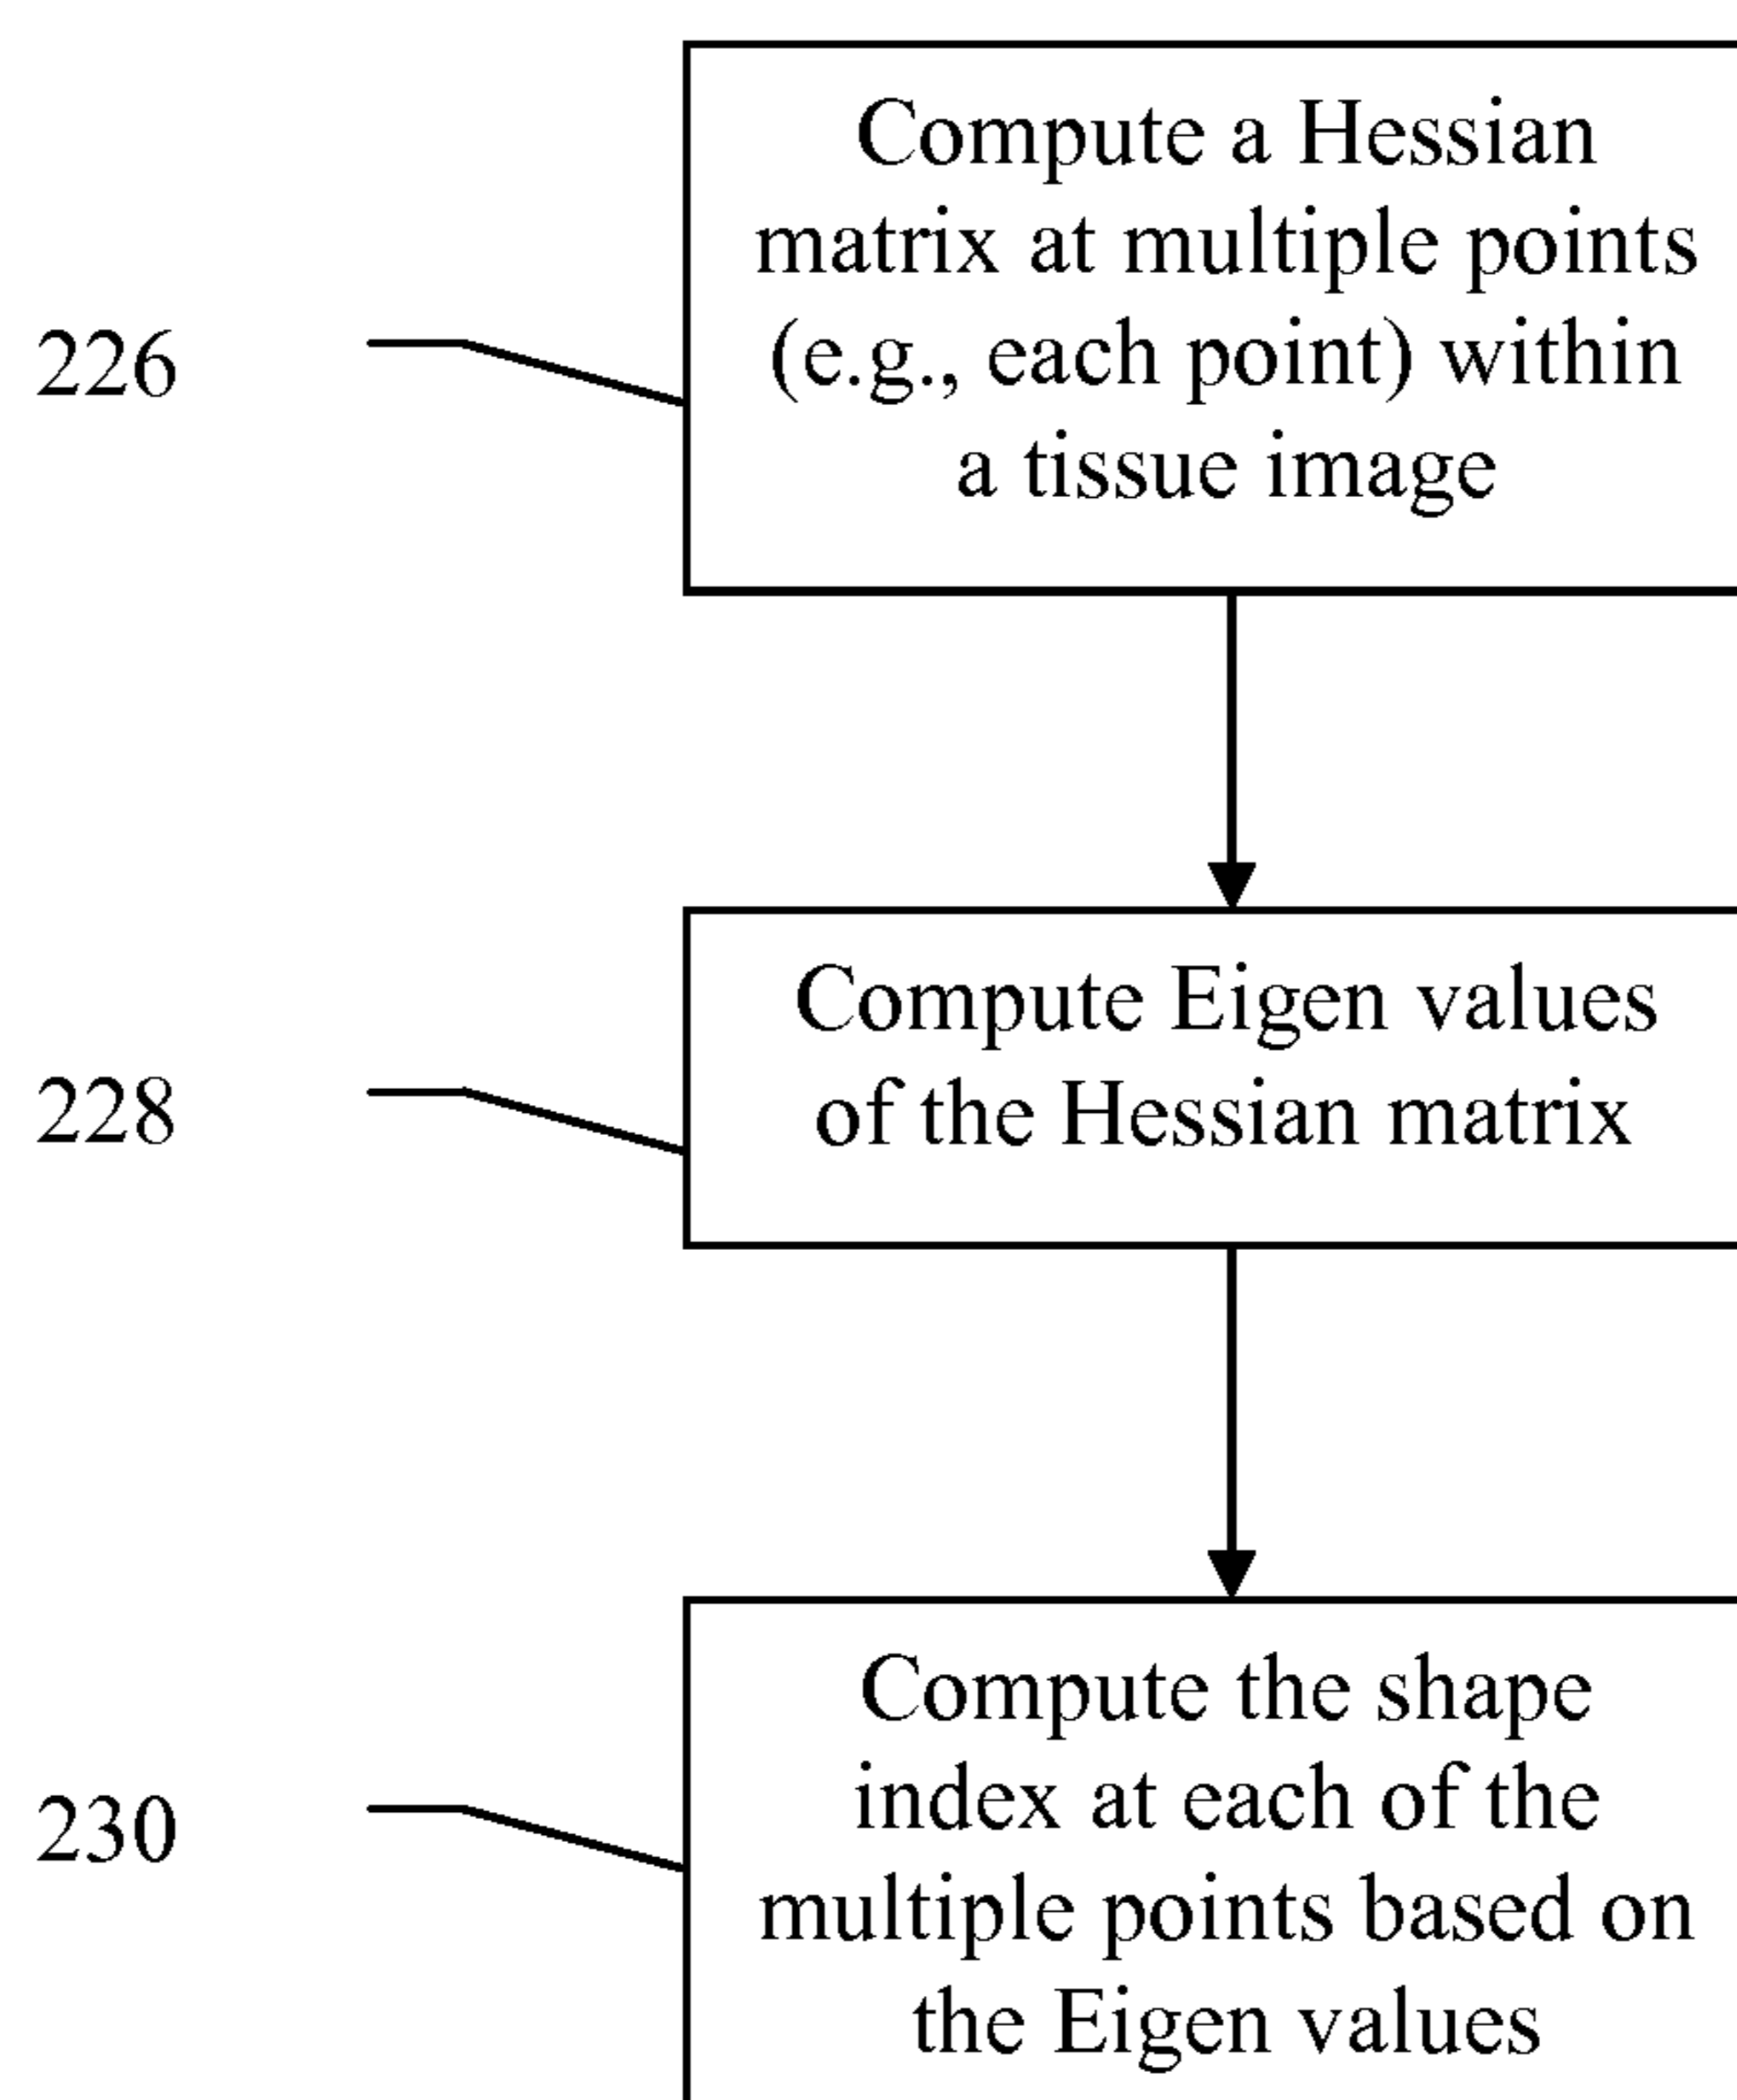 Compute a Hessian
matrix at multiple points
226
(e.g., each point) within
a tissue image
Compute Eigen values
228
of the Hessian matrix
Compute the shape
index at each of the
230
multiple points based on
the Eigen values